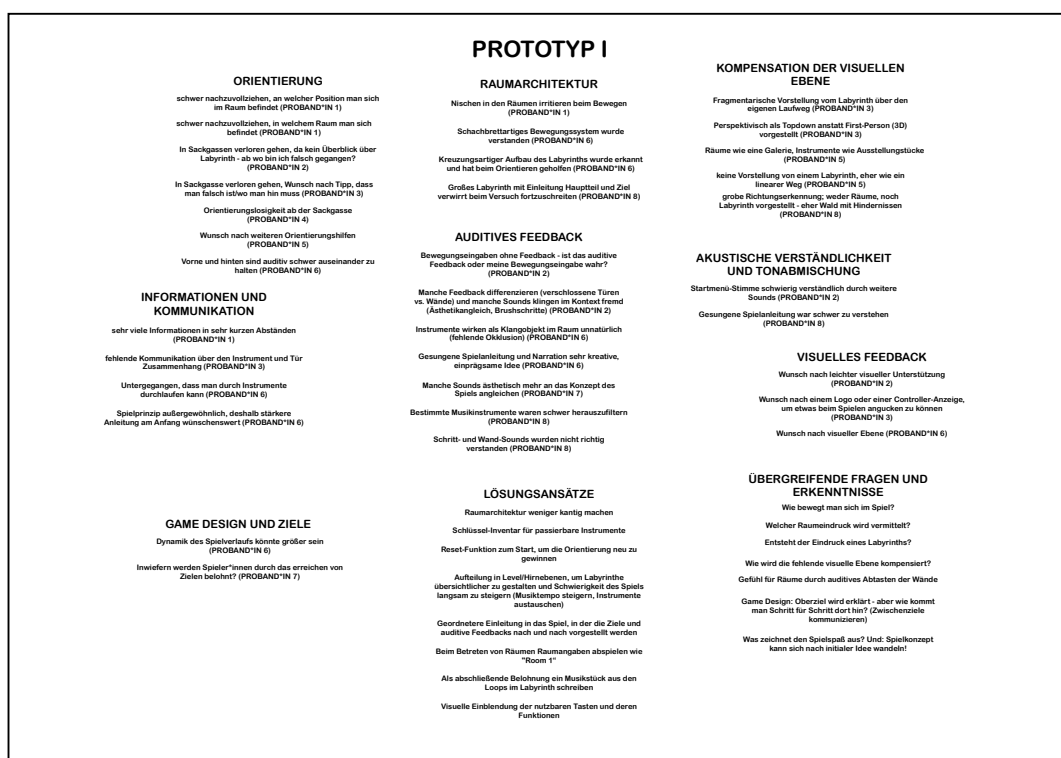 PROTOTYP I
ORIENTIERUNG
schwer nachzuvollziehen, an welcher Position man sich
im Raum befindet (PROBAND*IN 1)
schwer nachzuvollziehen, in welchem Raum man sich
befindet (PROBAND*IN 1)
In Sackgassen verloren gehen, da kein Überblick über
Labyrinth - ab wo bin ich falsch gegangen?
(PROBAND*IN 2)
In Sackgasse verloren gehen, Wunsch nach Tipp, dass
man falsch ist/wo man hin muss (PROBAND*IN 3)
Orientierungslosigkeit ab der Sackgasse
(PROBAND*IN 4)
Wunsch nach weiteren Orientierungshilfen
(PROBAND*IN 5)
Vorne und hinten sind auditiv schwer auseinander zu
halten (PROBAND*IN 6)
INFORMATIONEN UND
KOMMUNIKATION
sehr viele Informationen in sehr kurzen Abständen
(PROBAND*IN 1)
fehlende Kommunikation über den Instrument und Tür
Zusammenhang (PROBAND*IN 3)
Untergegangen, dass man durch Instrumente
durchlaufen kann (PROBAND*IN 6)
Spielprinzip außergewöhnlich, deshalb stärkere
Anleitung am Anfang wünschenswert (PROBAND*IN 6)
GAME DESIGN UND ZIELE
Dynamik des Spielverlaufs könnte größer sein
(PROBAND*IN 6)
Inwiefern werden Spieler*innen durch das erreichen von
Zielen belohnt? (PROBAND*IN 7)
RAUMARCHITEKTUR
Nischen in den Räumen irritieren beim Bewegen
(PROBAND*IN 1)
Schachbrettartiges Bewegungssystem wurde
verstanden (PROBAND*IN 6)
Kreuzungsartiger Aufbau des Labyrinths wurde erkannt
und hat beim Orientieren geholfen (PROBAND*IN 6)
Großes Labyrinth mit Einleitung Hauptteil und Ziel
verwirrt beim Versuch fortzuschreiten (PROBAND*IN 8)
AUDITIVES FEEDBACK
Bewegungseingaben ohne Feedback - ist das auditive
Feedback oder meine Bewegungseingabe wahr?
(PROBAND*IN 2)
Manche Feedback differenzieren (verschlossene Türen
vs. Wände) und manche Sounds klingen im Kontext fremd
(Ästhetikangleich, Brushschritte) (PROBAND*IN 2)
Instrumente wirken als Klangobjekt im Raum unnatürlich
(fehlende Okklusion) (PROBAND*IN 6)
Gesungene Spielanleitung und Narration sehr kreative,
einprägsame Idee (PROBAND*IN 6)
Manche Sounds ästhetisch mehr an das Konzept des
Spiels angleichen (PROBAND*IN 7)
Bestimmte Musikinstrumente waren schwer herauszufiltern
(PROBAND*IN 8)
Schritt- und Wand-Sounds wurden nicht richtig
verstanden (PROBAND*IN 8)
LÖSUNGSANSÄTZE
Raumarchitektur weniger kantig machen
Schlüssel-Inventar für passierbare Instrumente
Reset-Funktion zum Start, um die Orientierung neu zu
gewinnen
Aufteilung in Level/Hirnebenen, um Labyrinthe
übersichtlicher zu gestalten und Schwierigkeit des Spiels
langsam zu steigern (Musiktempo steigern, Instrumente
austauschen)
Geordnetere Einleitung in das Spiel, in der die Ziele und
auditive Feedbacks nach und nach vorgestellt werden
Beim Betreten von Räumen Raumangaben abspielen wie
"Room 1"
Als abschließende Belohnung ein Musikstück aus den
Loops im Labyrinth schreiben
Visuelle Einblendung der nutzbaren Tasten und deren
Funktionen
KOMPENSATION DER VISUELLEN
EBENE
Fragmentarische Vorstellung vom Labyrinth über den
eigenen Laufweg (PROBAND*IN 3)
Perspektivisch als Topdown anstatt First-Person (3D)
vorgestellt (PROBAND*IN 3)
Räume wie eine Galerie, Instrumente wie Ausstellungstücke
(PROBAND*IN 5)
keine Vorstellung von einem Labyrinth, eher wie ein
linearer Weg (PROBAND*IN 5)
grobe Richtungserkennung; weder Räume, noch
Labyrinth vorgestellt - eher Wald mit Hindernissen
(PROBAND*IN 8)
AKUSTISCHE VERSTÄNDLICHKEIT
UND TONABMISCHUNG
Startmenü-Stimme schwierig verständlich durch weitere
Sounds (PROBAND*IN 2)
Gesungene Spielanleitung war schwer zu verstehen
(PROBAND*IN 8)
VISUELLES FEEDBACK
Wunsch nach leichter visueller Unterstützung
(PROBAND*IN 2)
Wunsch nach einem Logo oder einer Controller-Anzeige,
um etwas beim Spielen angucken zu können
(PROBAND*IN 3)
Wunsch nach visueller Ebene (PROBAND*IN 6)
ÜBERGREIFENDE FRAGEN UND
ERKENNTNISSE
Wie bewegt man sich im Spiel?
Welcher Raumeindruck wird vermittelt?
Entsteht der Eindruck eines Labyrinths?
Wie wird die fehlende visuelle Ebene kompensiert?
Gefühl für Räume durch auditives Abtasten der Wände
Game Design: Oberziel wird erklärt - aber wie kommt
man Schritt für Schritt dort hin? (Zwischenziele
kommunizieren)
Was zeichnet den Spielspaß aus? Und: Spielkonzept
kann sich nach initialer Idee wandeln!